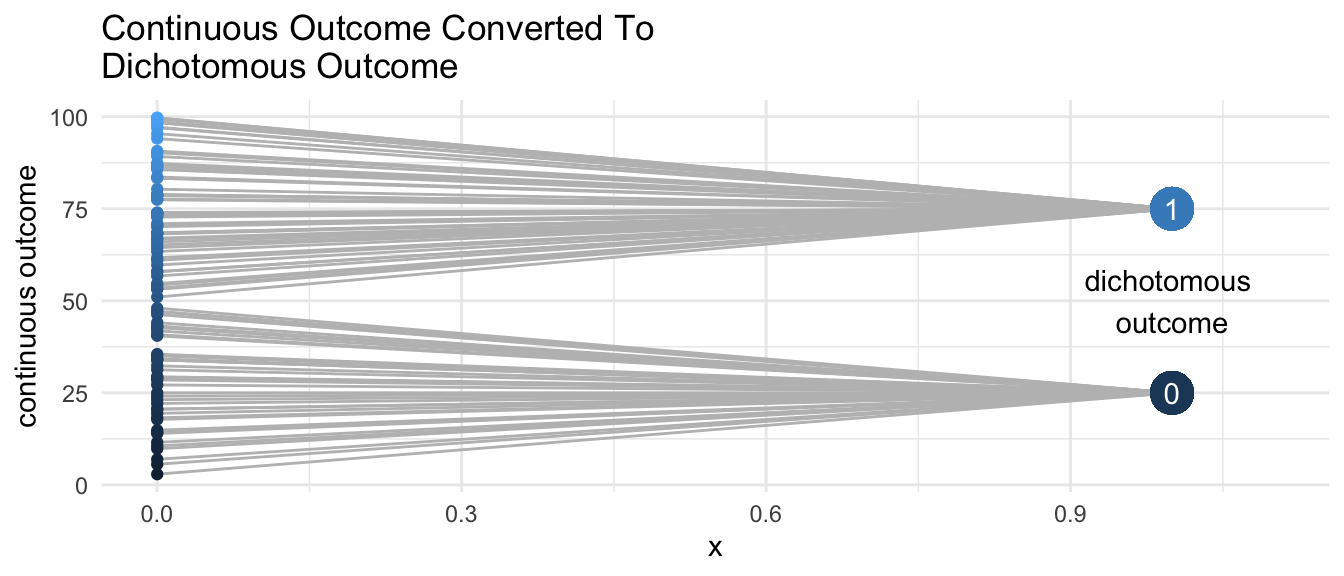 Continuous Outcome Converted To
Dichotomous Outcome
continuous outcome
100
75
50
25
0
1
dichotomous
outcome
0
0.0
0.3
0.6
0.9
x